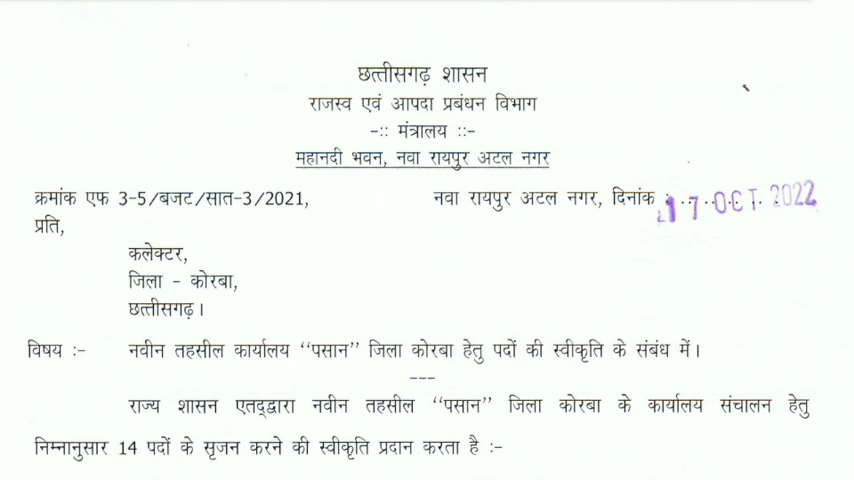 छत्तीसगढ़ शासन
राजस्व एवं आपदा प्रबंधन विभाग
-:: मंत्रालय ::-
महानदी भवन, नवा रायपुर अटल नगर
क्रमांक एफ 3-5/बजट/सात-3/2021, नवा रायपुर अटल नगर, दिनांक : 17 OCT 2022
प्रति,
कलेक्टर,
जिला - कोरबा,
छत्तीसगढ़।
विषय :- नवीन तहसील कार्यालय "पसान" जिला कोरबा हेतु पदों की स्वीकृति के संबंध में।
---
राज्य शासन एतद्द्वारा नवीन तहसील "पसान" जिला कोरबा के कार्यालय संचालन हेतु
निम्नानुसार 14 पदों के सृजन करने की स्वीकृति प्रदान करता है :-